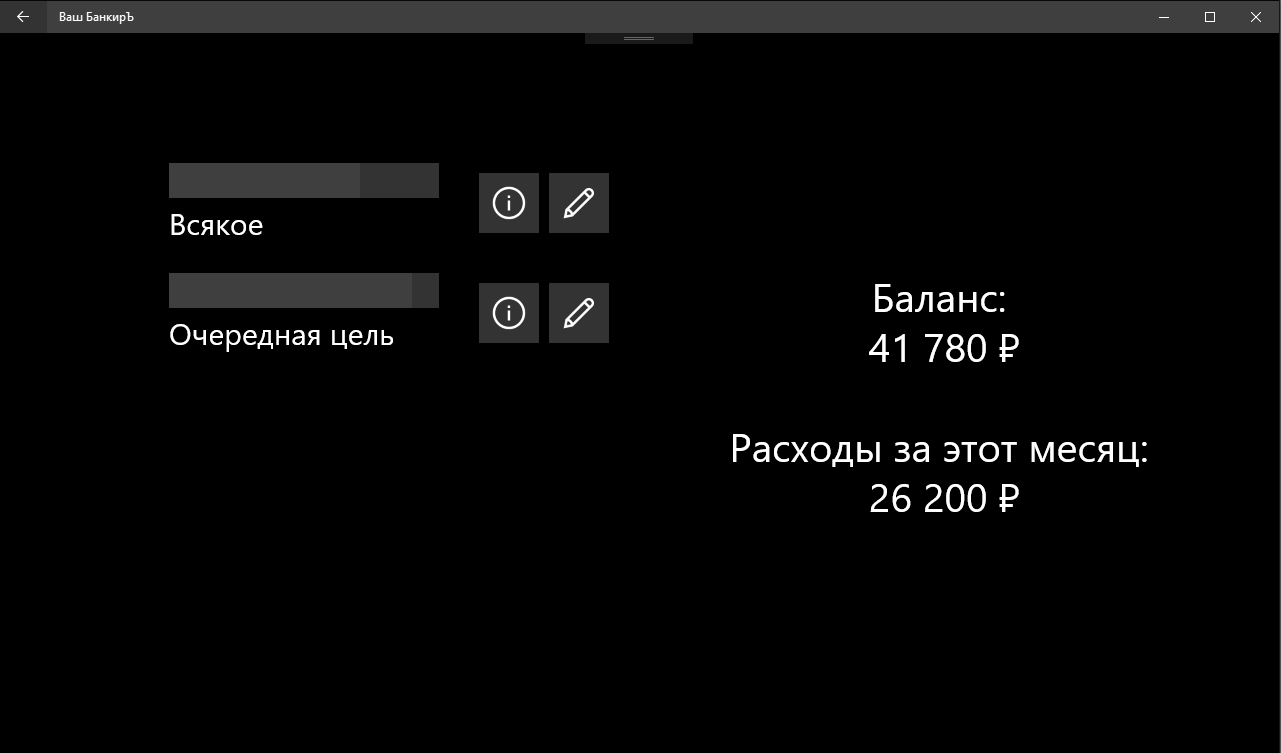 Ваш БанкирЪ
Всякое
Очередная цель
Баланс:
41 780 ₽
Расходы за этот месяц:
26 200 ₽